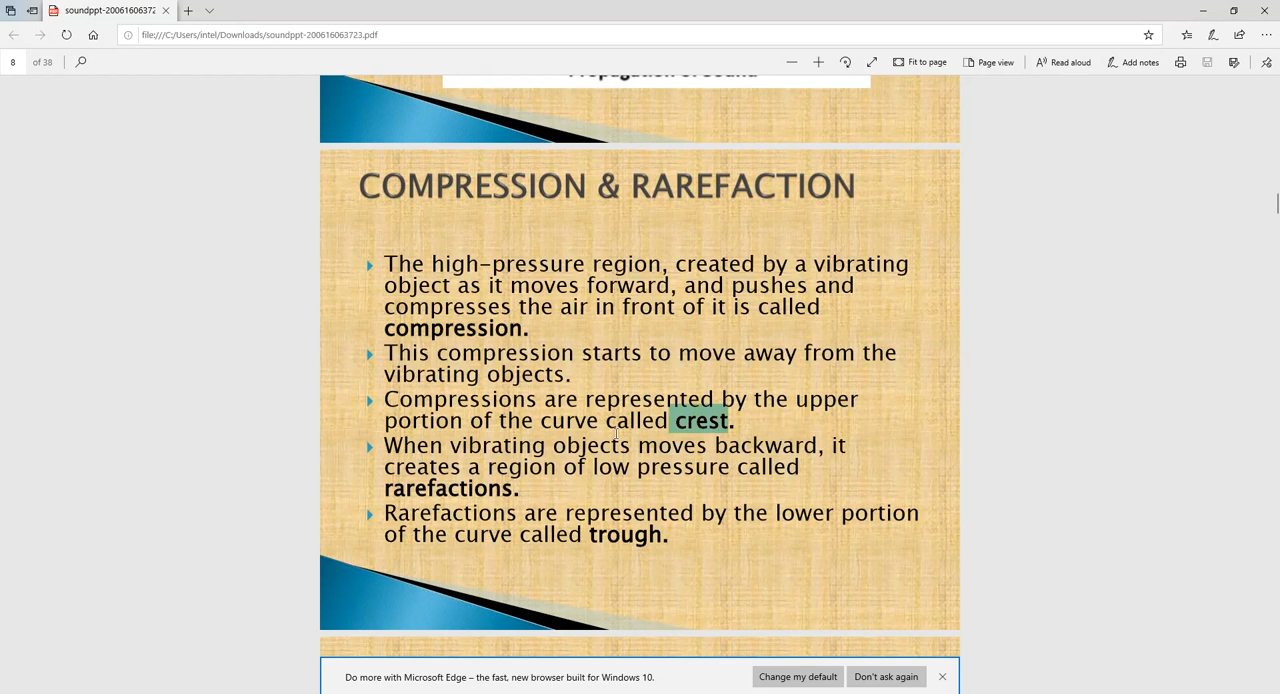 soundppt-200616063723
file:///C:/Users/intel/Downloads/soundppt-200616063723.pdf
8 of 38
Fit to page
Page view
Read aloud
Add notes
Propagation of Sound
COMPRESSION & RAREFACTION
The high-pressure region, created by a vibrating
object as it moves forward, and pushes and
compresses the air in front of it is called
compression.
This compression starts to move away from the
vibrating objects.
Compressions are represented by the upper
portion of the curve called crest.
When vibrating objects moves backward, it
creates a region of low pressure called
rarefactions.
Rarefactions are represented by the lower portion
of the curve called trough.
Do more with Microsoft Edge – the fast, new browser built for Windows 10.
Change my default
Don't ask again